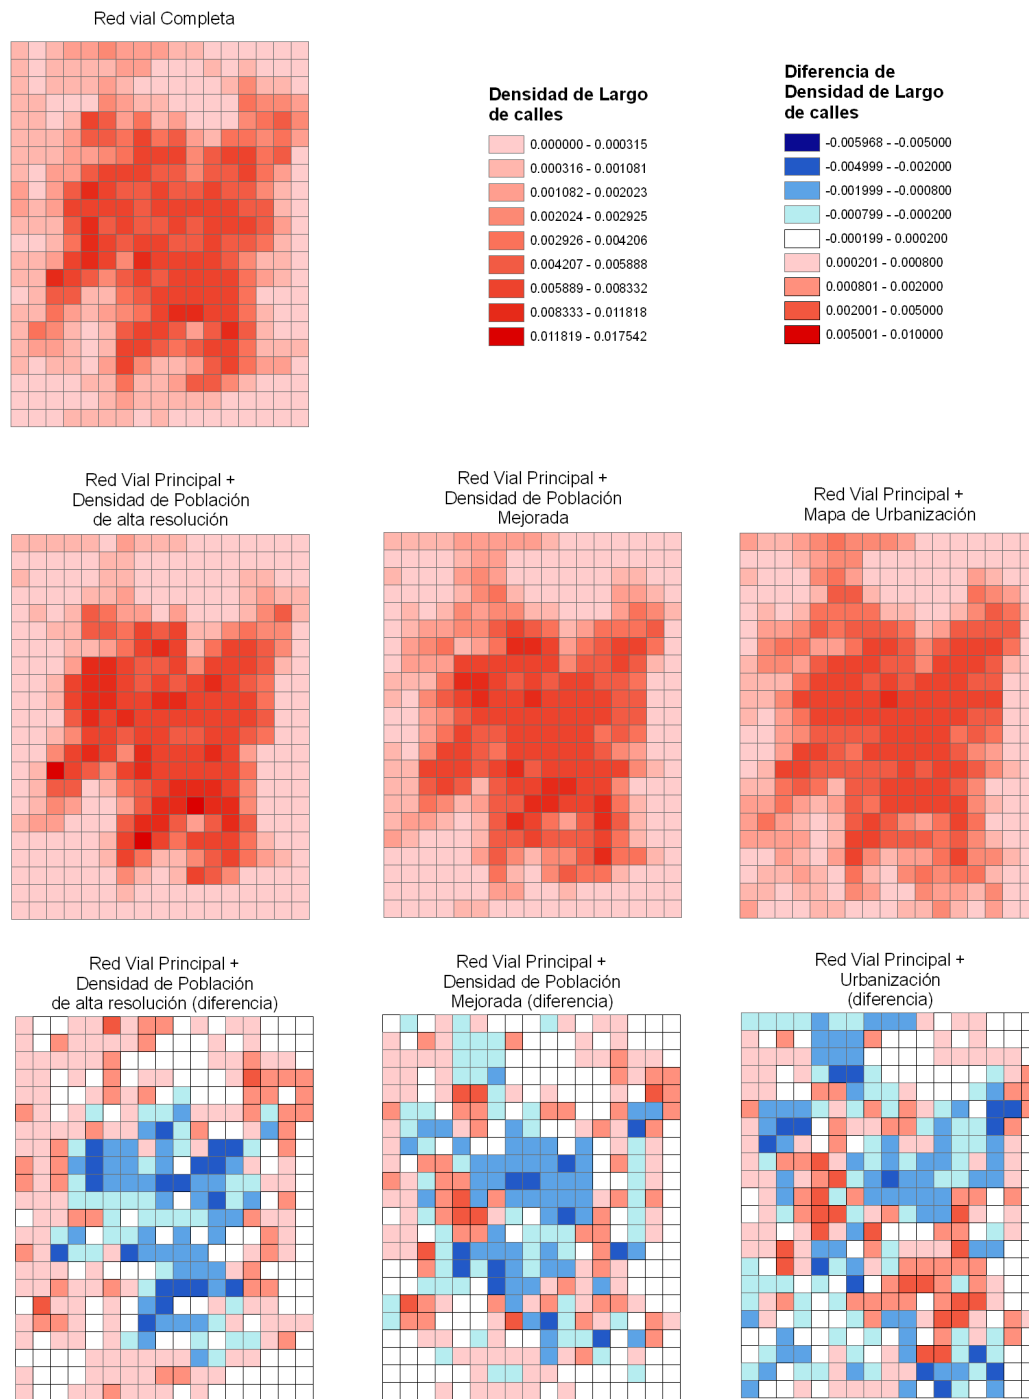 Red vial Completa
Densidad de Largo
de calles
0.000000 - 0.000315
0.000316 - 0.001081
0.001082 - 0.002023
0.002024 - 0.002925
0.002926 - 0.004206
0.004207 - 0.005888
0.005889 - 0.008332
0.008333 - 0.011818
0.011819 - 0.017542
Diferencia de
Densidad de Largo
de calles
-0.005968 - -0.005000
-0.004999 - -0.002000
-0.001999 - -0.000800
-0.000799 - -0.000200
-0.000199 - 0.000200
0.000201 - 0.000800
0.000801 - 0.002000
0.002001 - 0.005000
0.005001 - 0.010000
Red Vial Principal +
Densidad de Población
de alta resolución
Red Vial Principal +
Densidad de Población
Mejorada
Red Vial Principal +
Mapa de Urbanización
Red Vial Principal +
Densidad de Población
de alta resolución (diferencia)
Red Vial Principal +
Densidad de Población
Mejorada (diferencia)
Red Vial Principal +
Urbanización
(diferencia)